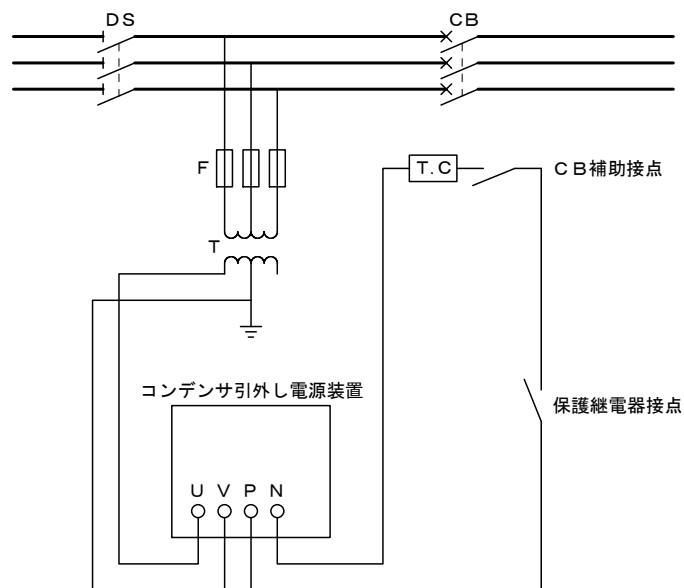 DS
CB
F
T.C
CB補助接点
T
コンデンサ引外し電源装置
保護継電器接点
U V P N